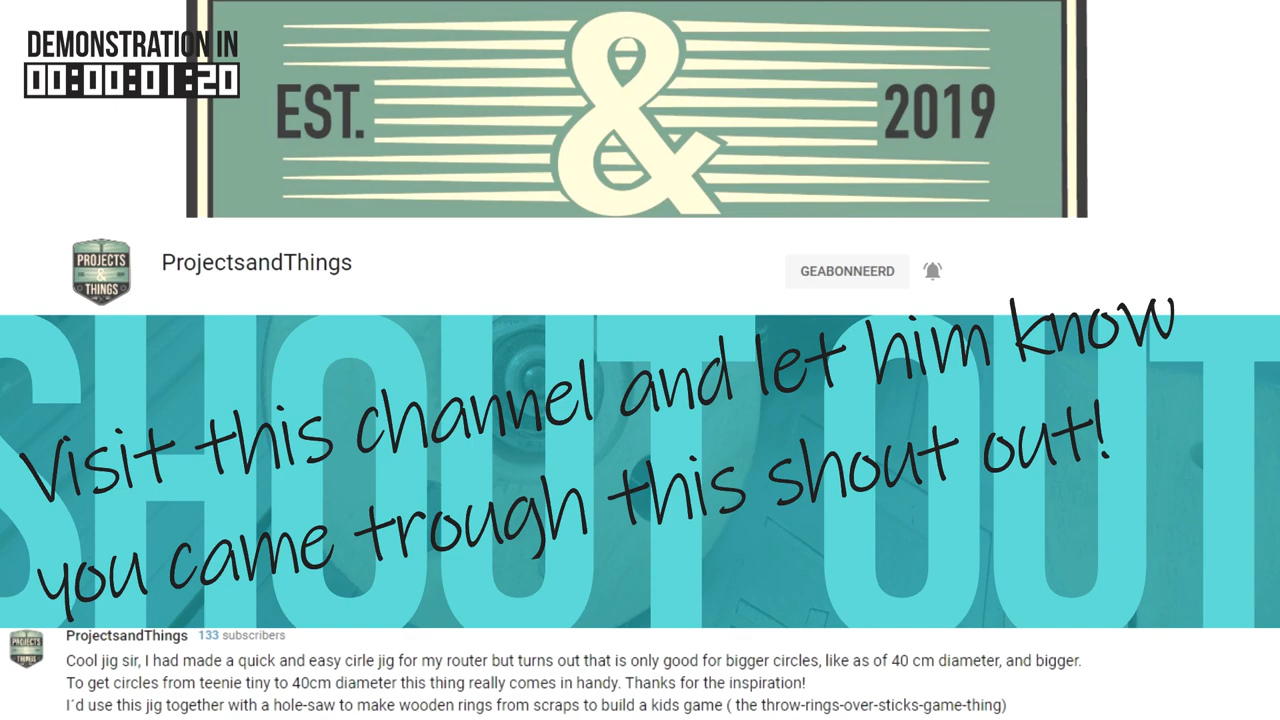 DEMONSTRATION IN
00:00:01:20
EST. & 2019
PROJECTS
&
THINGS
ProjectsandThings
GEABONNEERD
SHOUT OUT
Visit this channel and let him know
you came trough this shout out!
PROJECTS
THINGS
ProjectsandThings 133 subscribers
Cool jig sir, I had made a quick and easy cirle jig for my router but turns out that is only good for bigger circles, like as of 40 cm diameter, and bigger.
To get circles from teenie tiny to 40cm diameter this thing really comes in handy. Thanks for the inspiration!
I´d use this jig together with a hole-saw to make wooden rings from scraps to build a kids game ( the throw-rings-over-sticks-game-thing)